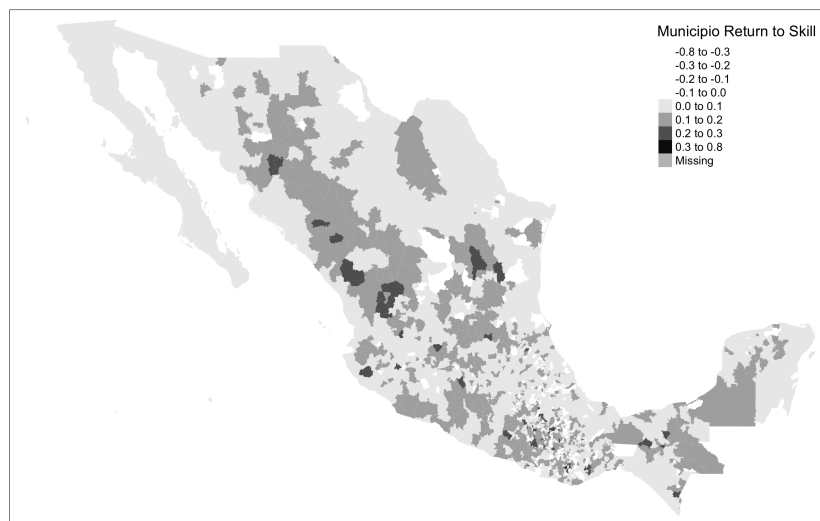 Municipio Return to Skill
-0.8 to -0.3
-0.3 to -0.2
-0.2 to -0.1
-0.1 to 0.0
0.0 to 0.1
0.1 to 0.2
0.2 to 0.3
0.3 to 0.8
Missing